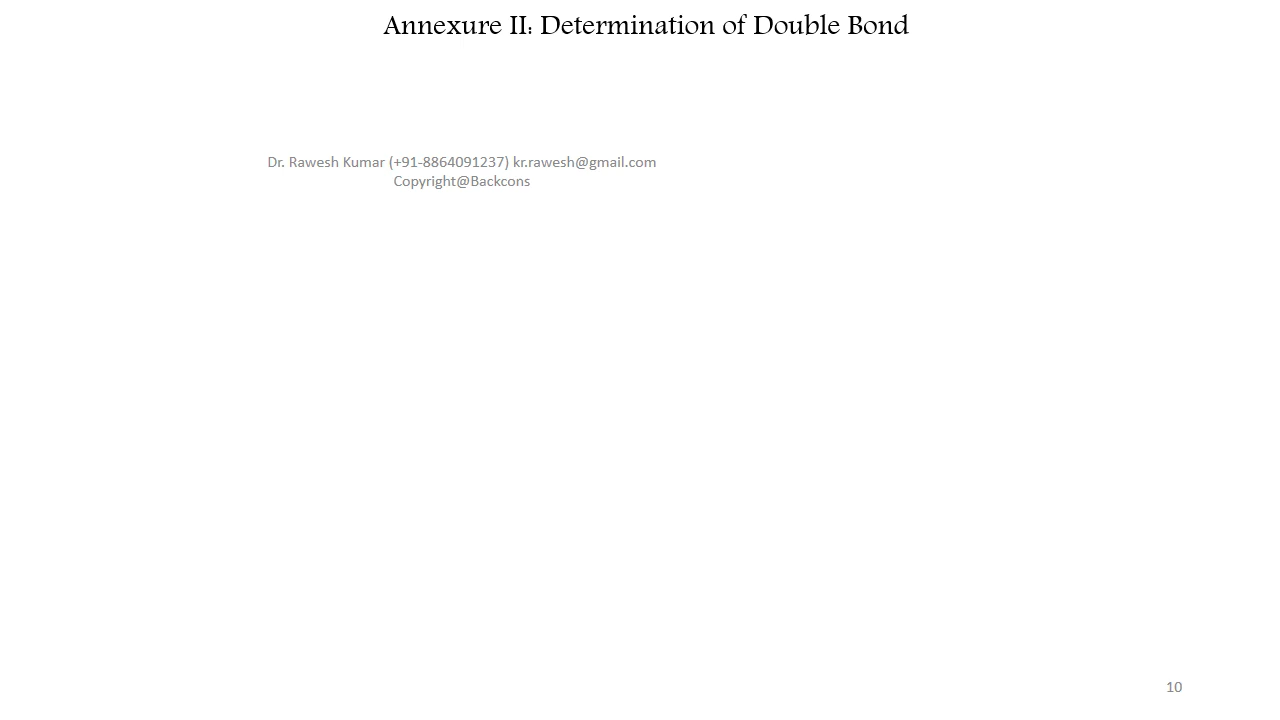 Annexure II: Determination of Double Bond
Dr. Rawesh Kumar (+91-8864091237) kr.rawesh@gmail.com
Copyright@Backcons
10